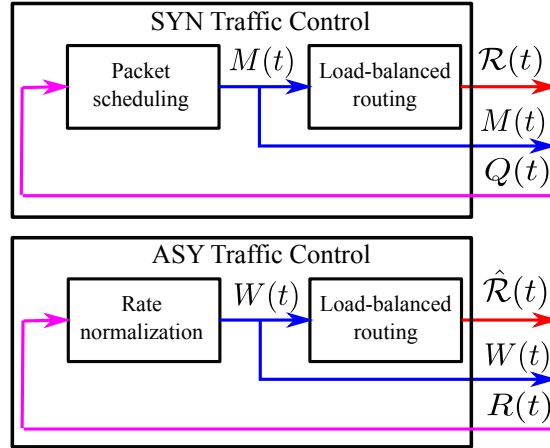 SYN Traffic Control
Packet
scheduling
M(t)
Load-balanced
routing
ℛ(t)
M(t)
Q(t)
ASY Traffic Control
Rate
normalization
W(t)
Load-balanced
routing
ℛ̂(t)
W(t)
R(t)